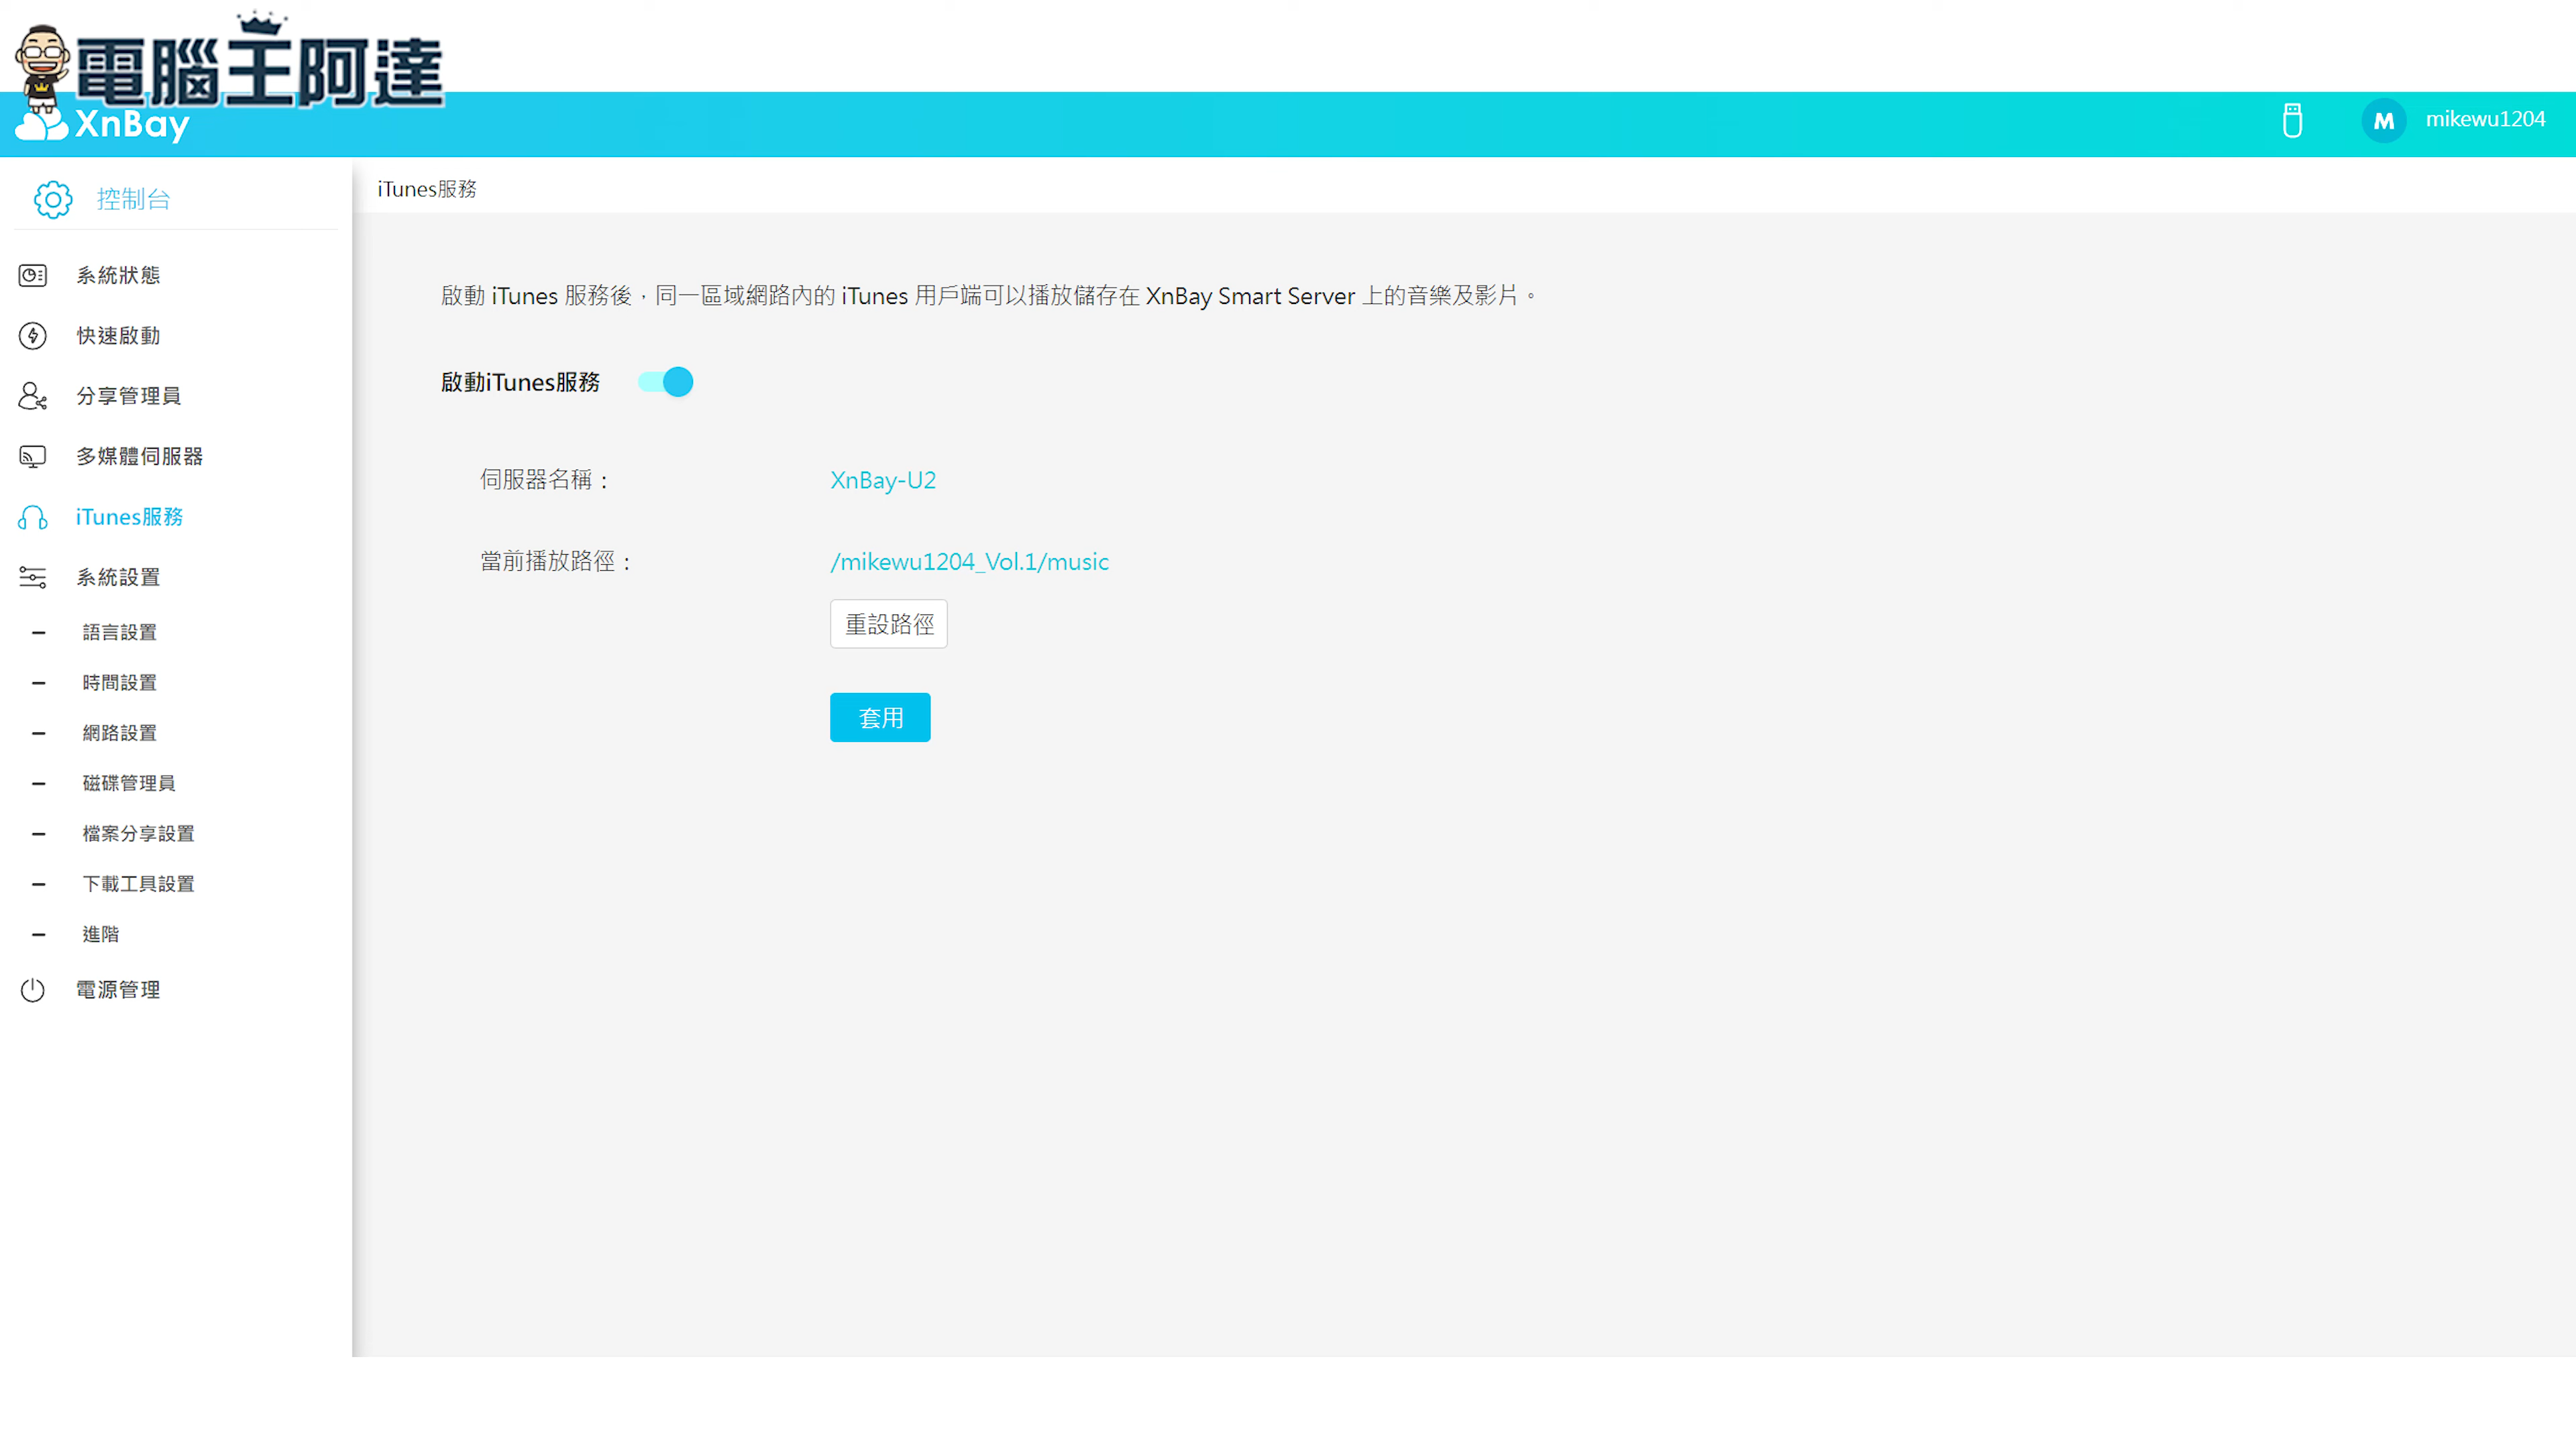 電腦王阿達
XnBay
M mikewu1204
控制台
系統狀態
快速啟動
分享管理員
多媒體伺服器
iTunes服務
系統設置
語言設置
時間設置
網路設置
磁碟管理員
檔案分享設置
下載工具設置
進階
電源管理
iTunes服務
啟動 iTunes 服務後，同一區域網路內的 iTunes 用戶端可以播放儲存在 XnBay Smart Server 上的音樂及影片。
啟動iTunes服務
伺服器名稱： XnBay-U2
當前播放路徑： /mikewu1204_Vol.1/music
重設路徑
套用